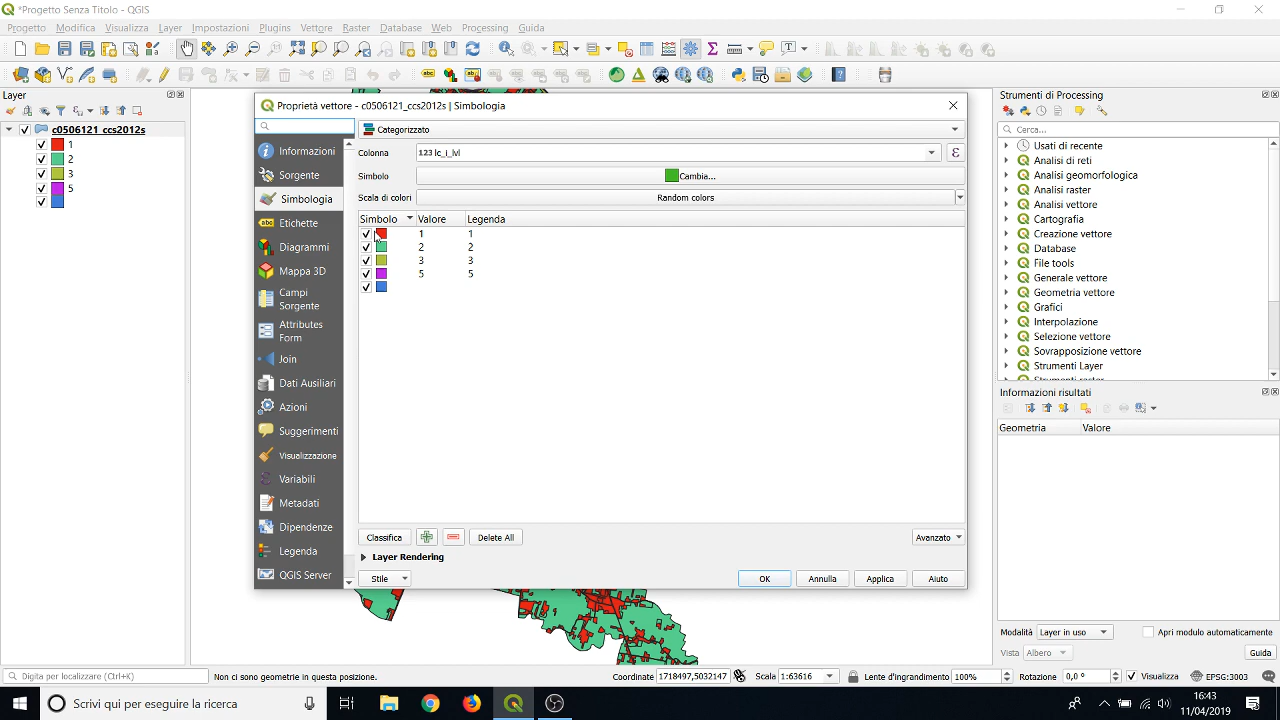 *Progetto Senza Titolo - QGIS
Progetto Modifica Visualizza Layer Impostazioni Plugins Vettore Raster Database Web Processing Guida
Layer
c0506121_ccs2012s
1
2
3
5
Proprietà vettore - c0506121_ccs2012s | Simbologia
Informazioni
Sorgente
Simbologia
Etichette
Diagrammi
Mappa 3D
Campi
Sorgente
Attributes
Form
Join
Dati Ausiliari
Azioni
Suggerimenti
Visualizzazione
Variabili
Metadati
Dipendenze
Legenda
QGIS Server
Categorizzato
Colonna 123 lc_i_lvl
Simbolo Cambia...
Scala di colori Random colors
Simbolo Valore Legenda
1 1
2 2
3 3
5 5
Classifica Delete All Avanzato
Layer Rendering
Stile OK Annulla Applica Aiuto
Strumenti di Processing
Cerca...
Usati di recente
Analisi di reti
Analisi geomorfologica
Analisi raster
Analisi vettore
Cartografia
Creazione vettore
Database
File tools
Generale vettore
Geometria vettore
Grafici
Interpolazione
Selezione vettore
Sovrapposizione vettore
Strumenti Layer
Strumenti raster
Informazioni risultati
Geometria Valore
Modalità Layer in uso Apri modulo automaticamente
Vista Albero Guida
Digita per localizzare (Ctrl+K) Non ci sono geometrie in questa posizione. Coordinate 1718497,5032147 Scala 1:63616 Lente d'ingrandimento 100% Rotazione 0,0 ° Visualizza EPSG:3003
Scrivi qui per eseguire la ricerca
16:43
11/04/2019